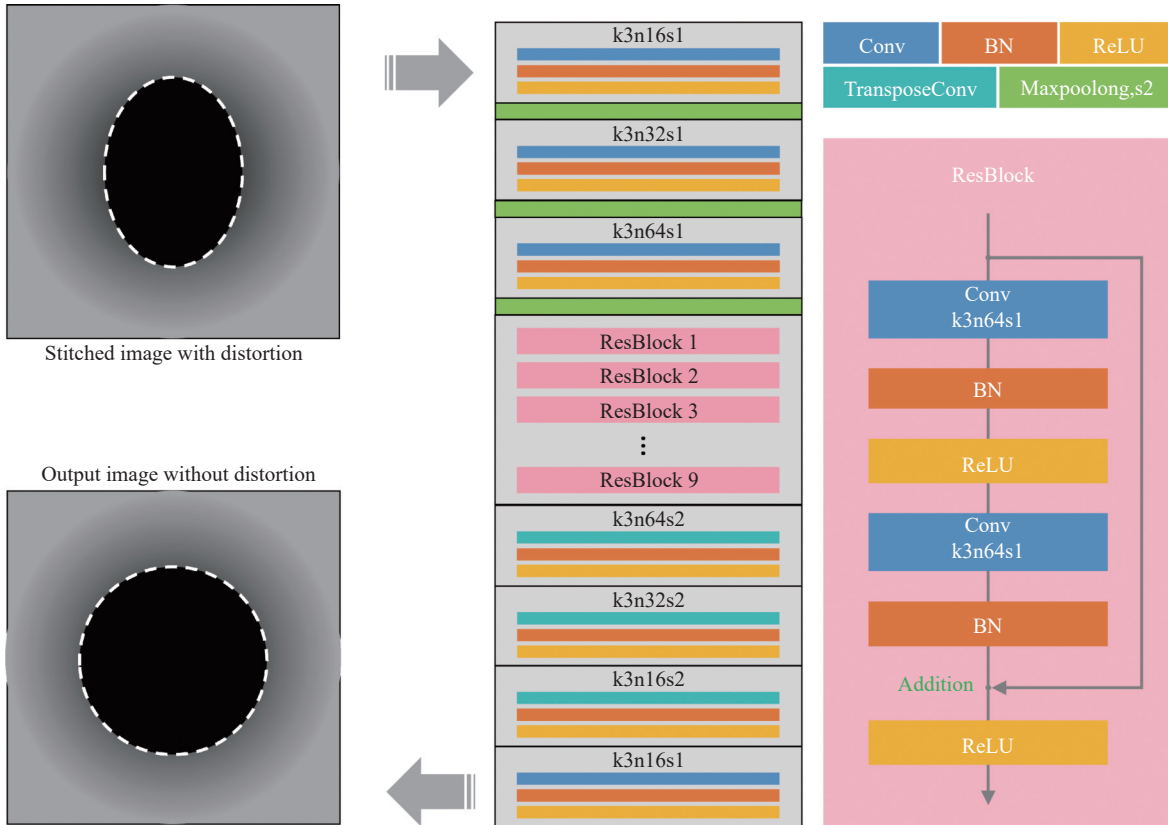 Stitched image with distortion
Output image without distortion
k3n16s1
k3n32s1
k3n64s1
ResBlock 1
ResBlock 2
ResBlock 3
ResBlock 9
k3n64s2
k3n32s2
k3n16s2
k3n16s1
Conv
BN
ReLU
TransposeConv
Maxpoolong,s2
ResBlock
Conv
k3n64s1
BN
ReLU
Conv
k3n64s1
BN
Addition
ReLU